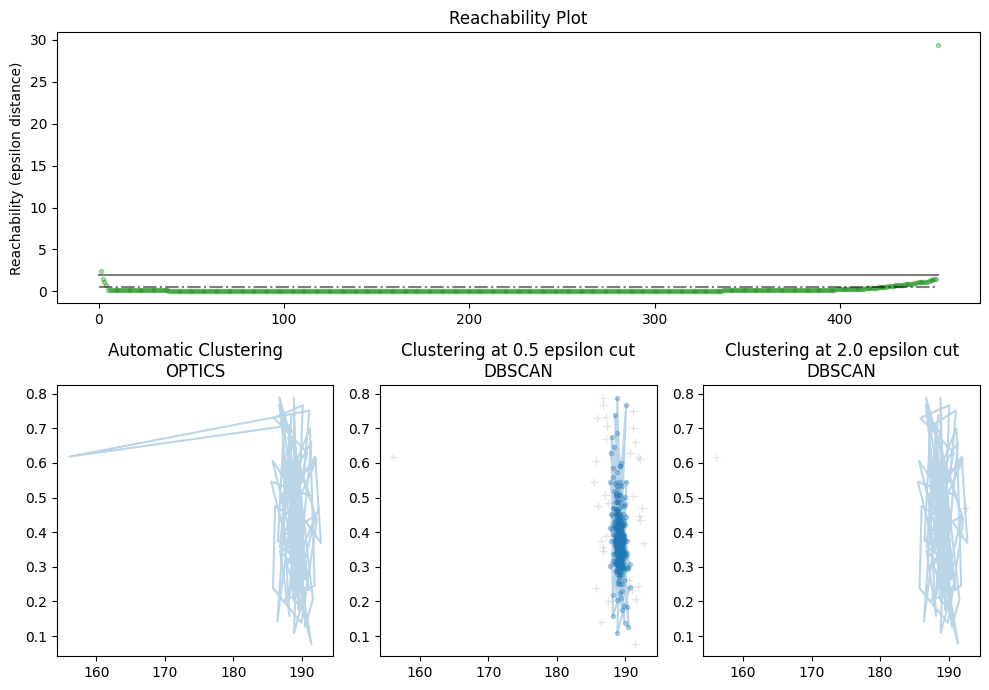 Reachability Plot
Reachability (epsilon distance)
30
25
20
15
10
5
0
0 100 200 300 400
Automatic Clustering
OPTICS
Clustering at 0.5 epsilon cut
DBSCAN
Clustering at 2.0 epsilon cut
DBSCAN
0.8
0.7
0.6
0.5
0.4
0.3
0.2
0.1
160 170 180 190
0.8
0.7
0.6
0.5
0.4
0.3
0.2
0.1
160 170 180 190
0.8
0.7
0.6
0.5
0.4
0.3
0.2
0.1
160 170 180 190